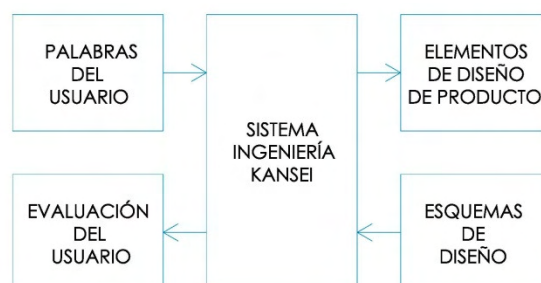 PALABRAS
DEL
USUARIO
SISTEMA
INGENIERÍA
KANSEI
ELEMENTOS
DE DISEÑO
DE PRODUCTO
EVALUACIÓN
DEL
USUARIO
ESQUEMAS
DE
DISEÑO